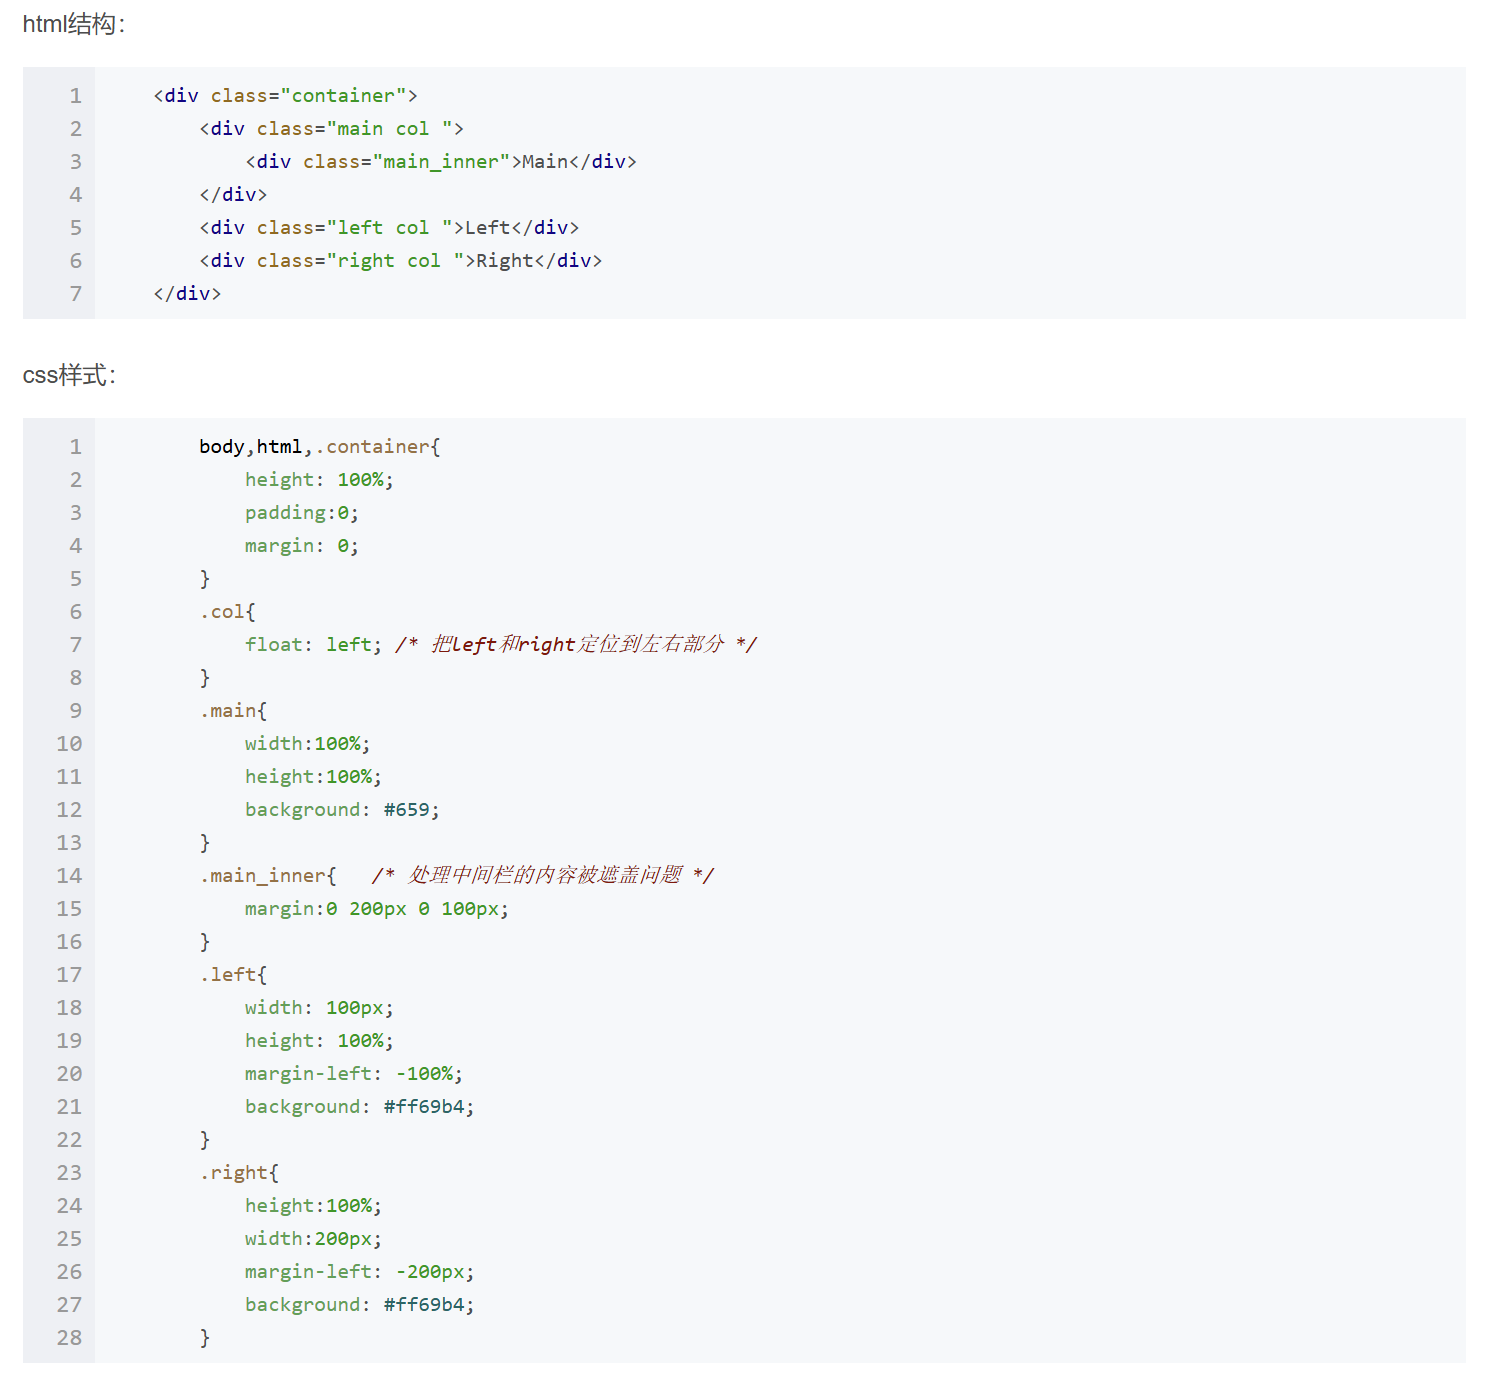 html结构：
1 <div class="container">
2 <div class="main col ">
3 <div class="main_inner">Main</div>
4 </div>
5 <div class="left col ">Left</div>
6 <div class="right col ">Right</div>
7 </div>
css样式：
1 body,html,.container{
2 height: 100%;
3 padding:0;
4 margin: 0;
5 }
6 .col{
7 float: left; /* 把left和right定位到左右部分 */
8 }
9 .main{
10 width:100%;
11 height:100%;
12 background: #659;
13 }
14 .main_inner{ /* 处理中间栏的内容被遮盖问题 */
15 margin:0 200px 0 100px;
16 }
17 .left{
18 width: 100px;
19 height: 100%;
20 margin-left: -100%;
21 background: #ff69b4;
22 }
23 .right{
24 height:100%;
25 width:200px;
26 margin-left: -200px;
27 background: #ff69b4;
28 }